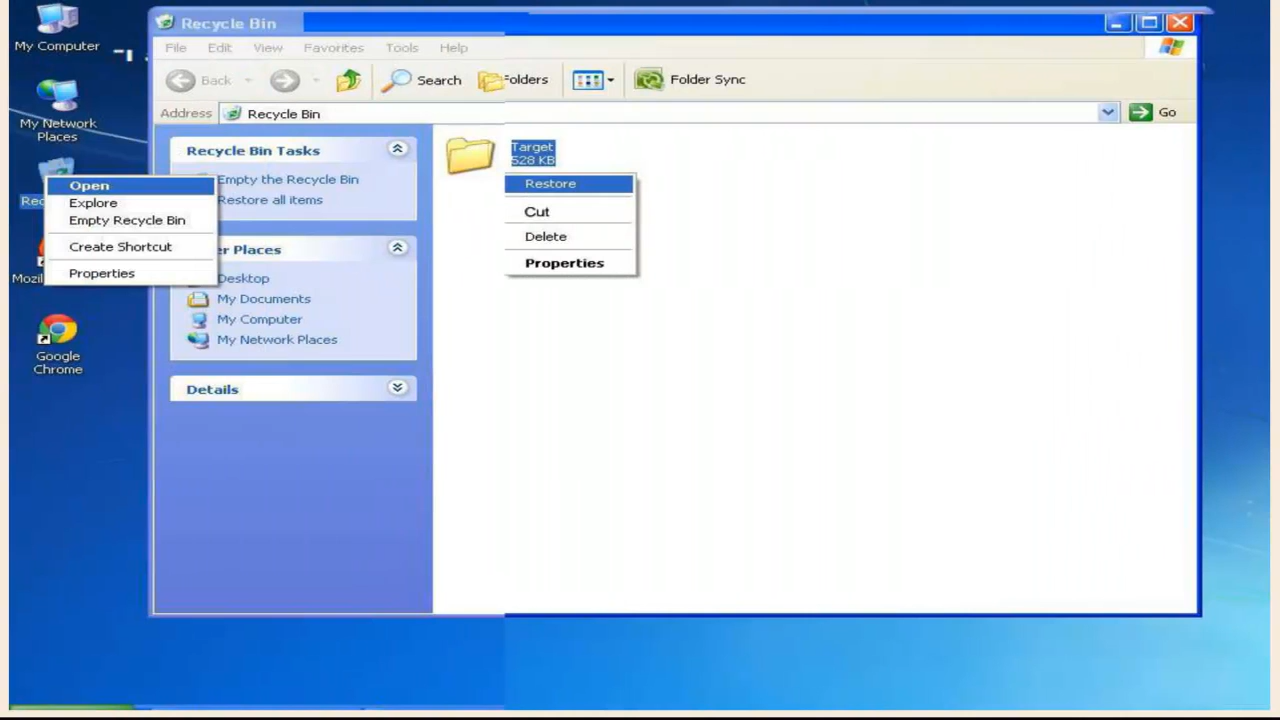 My Computer
My Network
Places
Open
Explore
Empty Recycle Bin
Create Shortcut
Properties
Google
Chrome
Recycle Bin
File Edit View Favorites Tools Help
Back Search Folders Folder Sync
Address Recycle Bin Go
Recycle Bin Tasks
Empty the Recycle Bin
Restore all items
Places
Desktop
My Documents
My Computer
My Network Places
Details
Target
528 KB
Restore
Cut
Delete
Properties